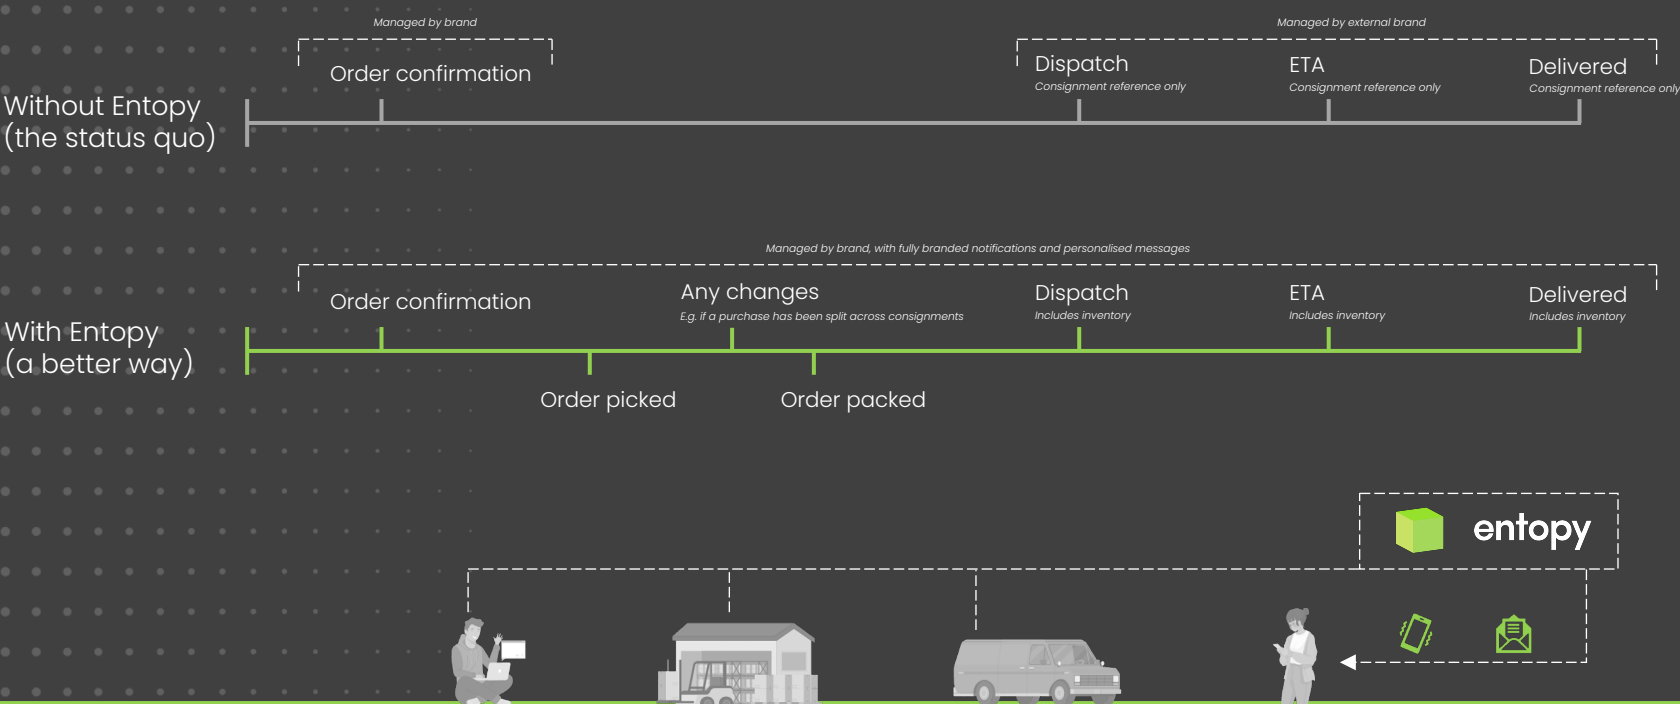 Managed by brand
Managed by external brand
Order confirmation
Dispatch
Consignment reference only
ETA
Consignment reference only
Delivered
Consignment reference only
Without Entopy
(the status quo)
Managed by brand, with fully branded notifications and personalised messages
Order confirmation
Any changes
E.g. if a purchase has been split across consignments
Dispatch
Includes inventory
ETA
Includes inventory
Delivered
Includes inventory
With Entopy
(a better way)
Order picked
Order packed
entopy